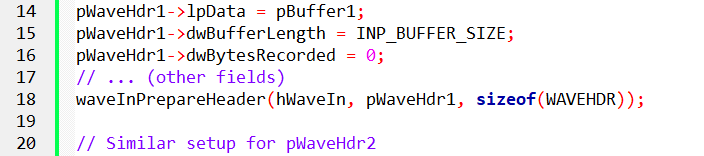 14 pWaveHdr1->lpData = pBuffer1;
15 pWaveHdr1->dwBufferLength = INP_BUFFER_SIZE;
16 pWaveHdr1->dwBytesRecorded = 0;
17 // ... (other fields)
18 waveInPrepareHeader(hWaveIn, pWaveHdr1, sizeof(WAVEHDR));
19
20 // Similar setup for pWaveHdr2